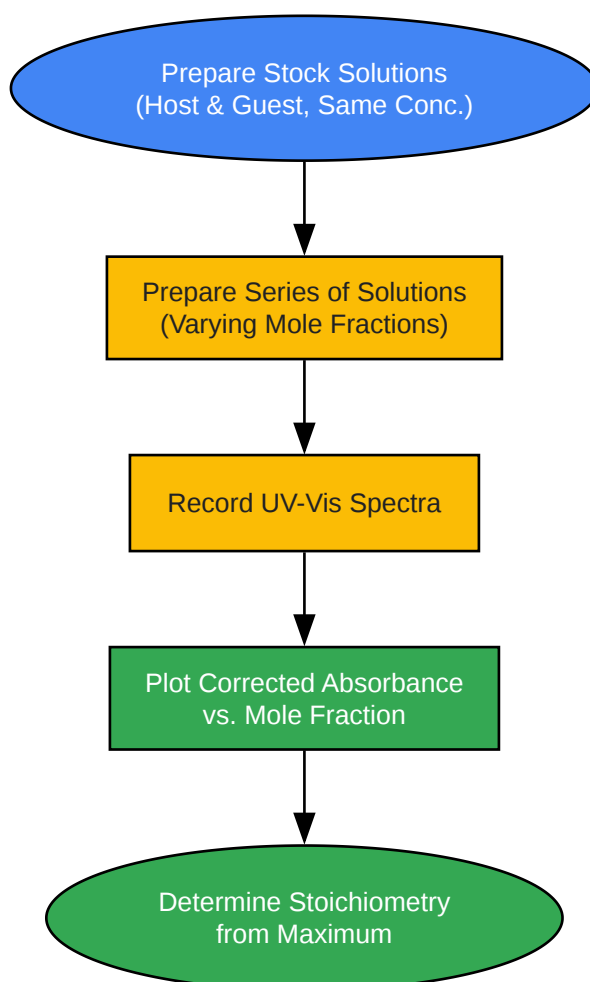 Prepare Stock Solutions
(Host & Guest, Same Conc.)
Prepare Series of Solutions
(Varying Mole Fractions)
Record UV-Vis Spectra
Plot Corrected Absorbance
vs. Mole Fraction
Determine Stoichiometry
from Maximum